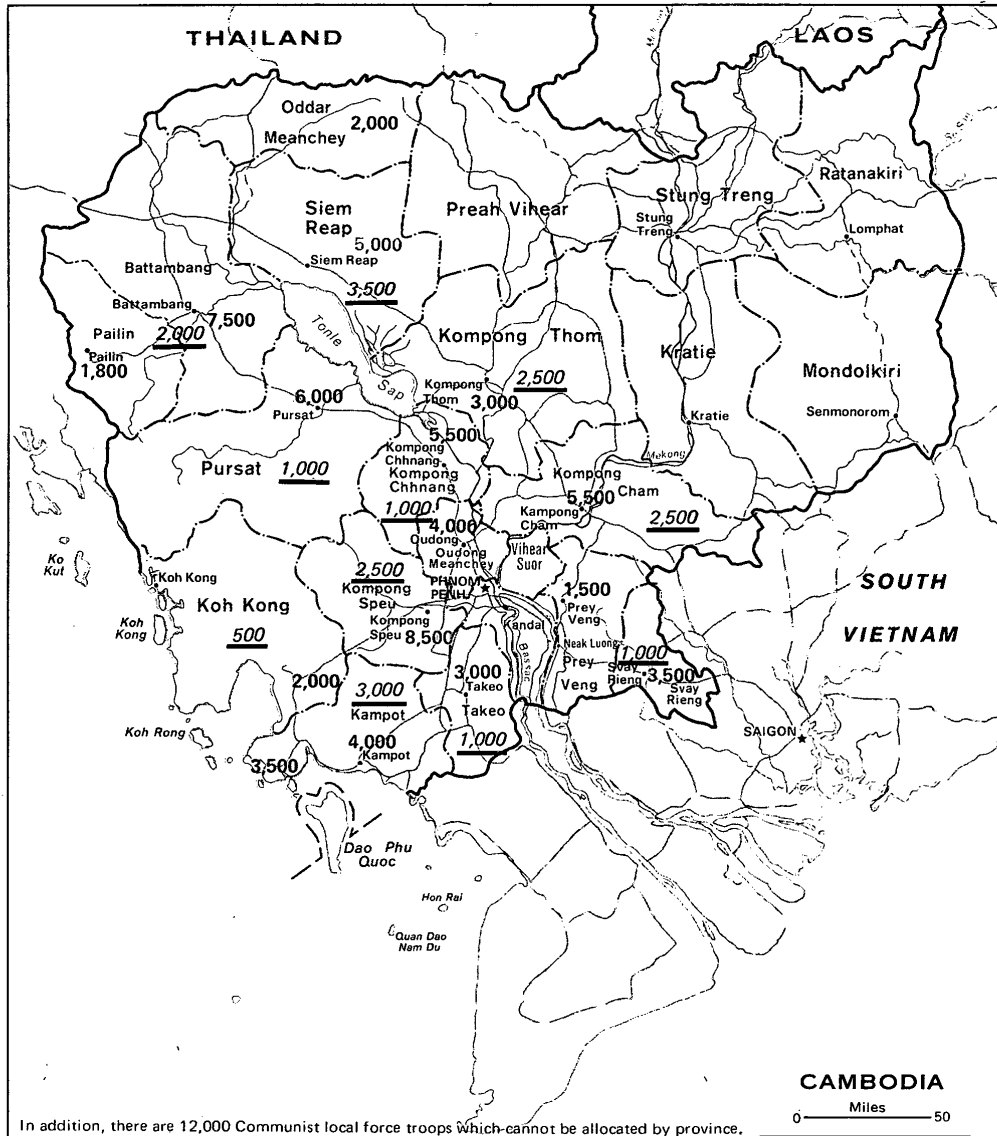 THAILAND
LAOS
Oddar
Meanchey
2,000
Ratanakiri
Stung Treng
Siem
Reap
Preah Vihear
Stung
Treng
Lomphat
5,000
Siem Reap
Battambang
3,500
Battambang
7,500
Tonle
Sap
Kompong Thom
Pailin
2,000
Pailin
1,800
Kratie
Mondolkiri
Kompong
Thom
2,500
3,000
6,000
Pursat
Kratie
Senmonorom
5,500
Kompong
Chhnang
Kompong
Chhnang
Mekong
Pursat
1,000
Kompong
Cham
5,500
Kampong
Cham
2,500
1,000
4,000
Oudong
Oudong
Meanchey
Vihear
Suor
Ko
Kut
Koh Kong
2,500
PHNOM
PENH
Kompong
Speu
Kompong
Speu
8,500
1,500
Prey
Veng
SOUTH
VIETNAM
Koh Kong
500
Koh
Kong
Kandal
Bassac
Neak Luong
Prey
Veng
1,000
Svay
Rieng
3,500
Svay
Rieng
2,000
3,000
Kampot
3,000
Takeo
Takeo
1,000
Koh Rong
4,000
Kampot
3,500
SAIGON
Dao Phu
Quoc
Hon Rai
Quan Dao
Nam Du
CAMBODIA
Miles
0 50
In addition, there are 12,000 Communist local force troops which cannot be allocated by province.